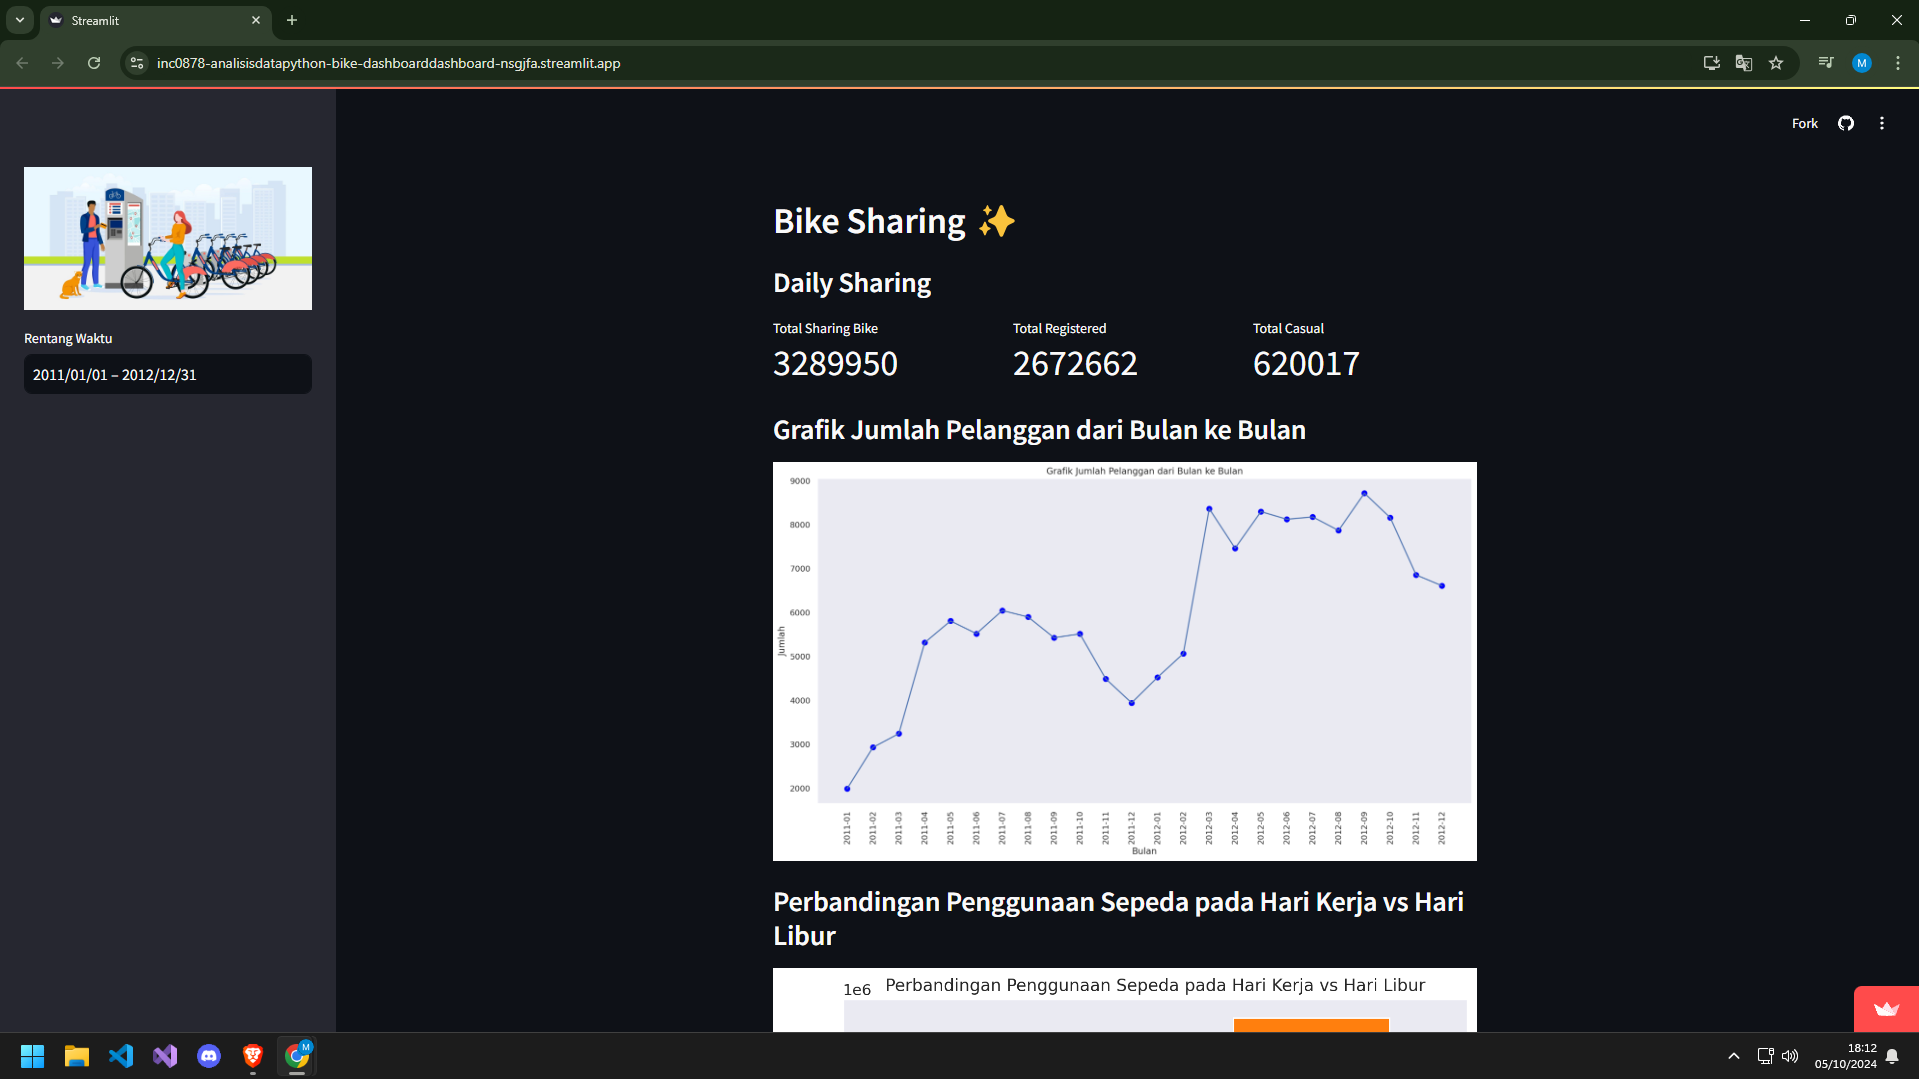 Streamlit
inc0878-analisisdatapython-bike-dashboarddashboard-nsgjfa.streamlit.app
M
Fork
Rentang Waktu
2011/01/01 – 2012/12/31
Bike Sharing ✨
Daily Sharing
Total Sharing Bike
3289950
Total Registered
2672662
Total Casual
620017
Grafik Jumlah Pelanggan dari Bulan ke Bulan
Grafik Jumlah Pelanggan dari Bulan ke Bulan
9000
8000
7000
6000
5000
4000
3000
2000
Jumlah
2011-01
2011-02
2011-03
2011-04
2011-05
2011-06
2011-07
2011-08
2011-09
2011-10
2011-11
2011-12
2012-01
2012-02
2012-03
2012-04
2012-05
2012-06
2012-07
2012-08
2012-09
2012-10
2012-11
2012-12
Bulan
Perbandingan Penggunaan Sepeda pada Hari Kerja vs Hari
Libur
1e6
Perbandingan Penggunaan Sepeda pada Hari Kerja vs Hari Libur
M
18:12
05/10/2024